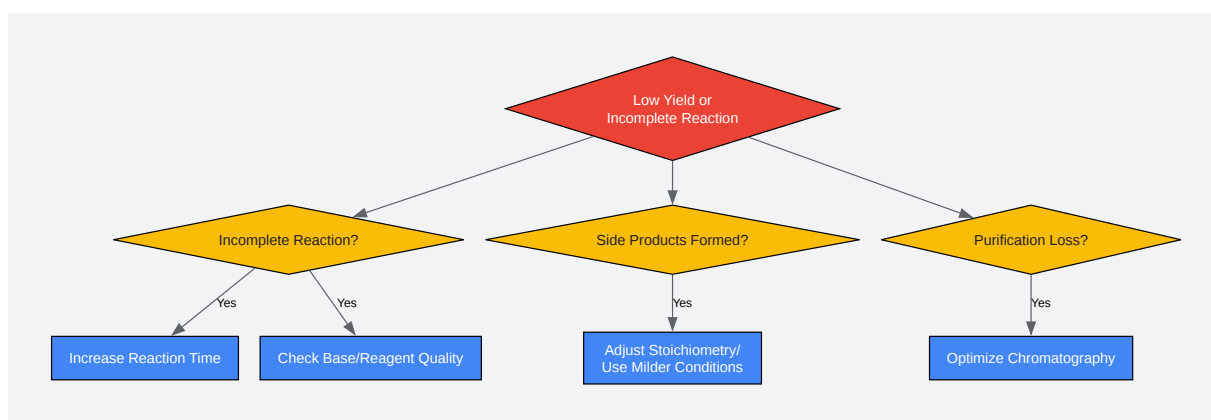 Low Yield or
Incomplete Reaction
Incomplete Reaction?
Side Products Formed?
Purification Loss?
Yes
Yes
Yes
Yes
Increase Reaction Time
Check Base/Reagent Quality
Adjust Stoichiometry/
Use Milder Conditions
Optimize Chromatography